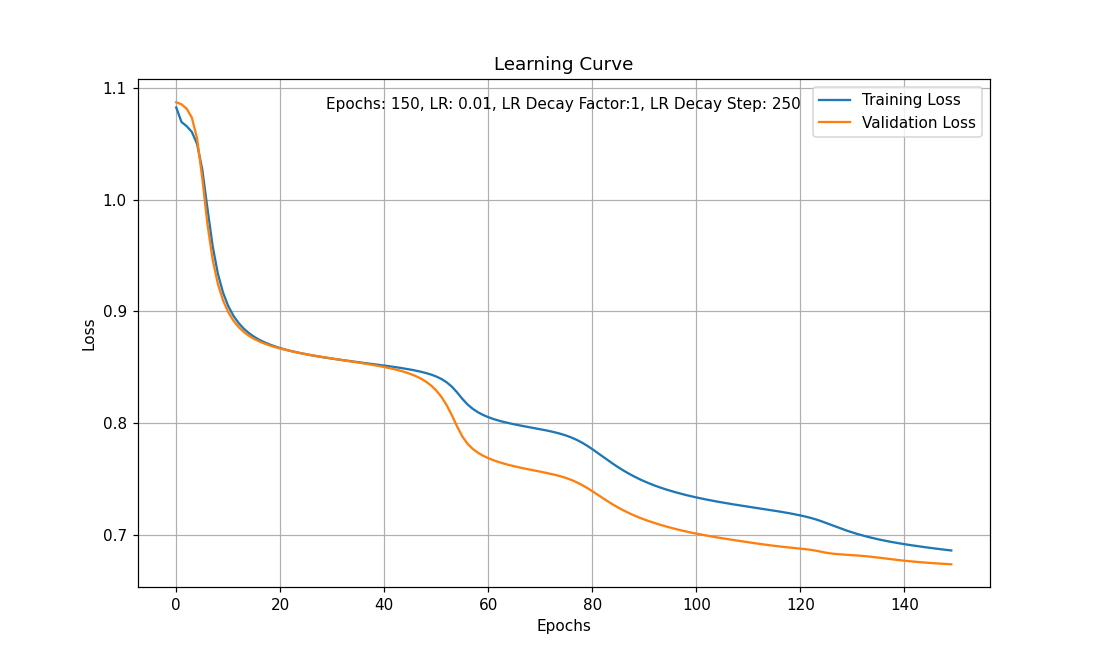 Learning Curve
Epochs: 150, LR: 0.01, LR Decay Factor:1, LR Decay Step: 250
Training Loss
Validation Loss
1.1
1.0
0.9
0.8
0.7
Loss
0 20 40 60 80 100 120 140
Epochs